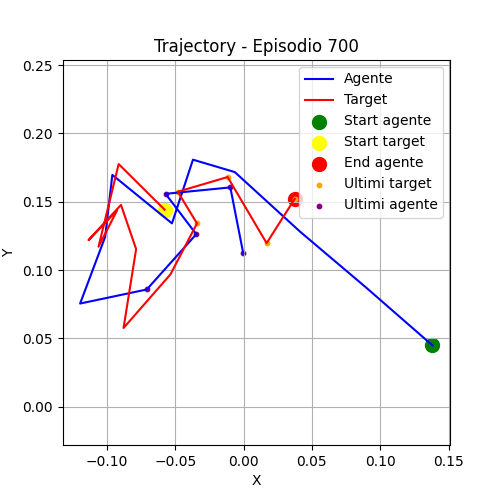 Trajectory - Episodio 700
Agente
Target
Start agente
Start target
End agente
Ultimi target
Ultimi agente
0.25
0.20
0.15
0.10
0.05
0.00
Y
−0.10
−0.05
0.00
0.05
0.10
0.15
X